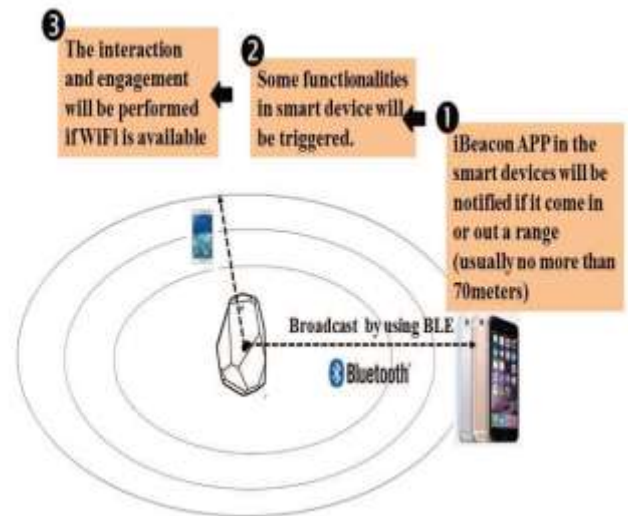 3
The interaction
and engagement
will be performed
if WiFi is available
2
Some functionalities
in smart device will
be triggered.
1
iBeacon APP in the
smart devices will be
notified if it come in
or out a range
(usually no more than
70meters)
Broadcast by using BLE
Bluetooth